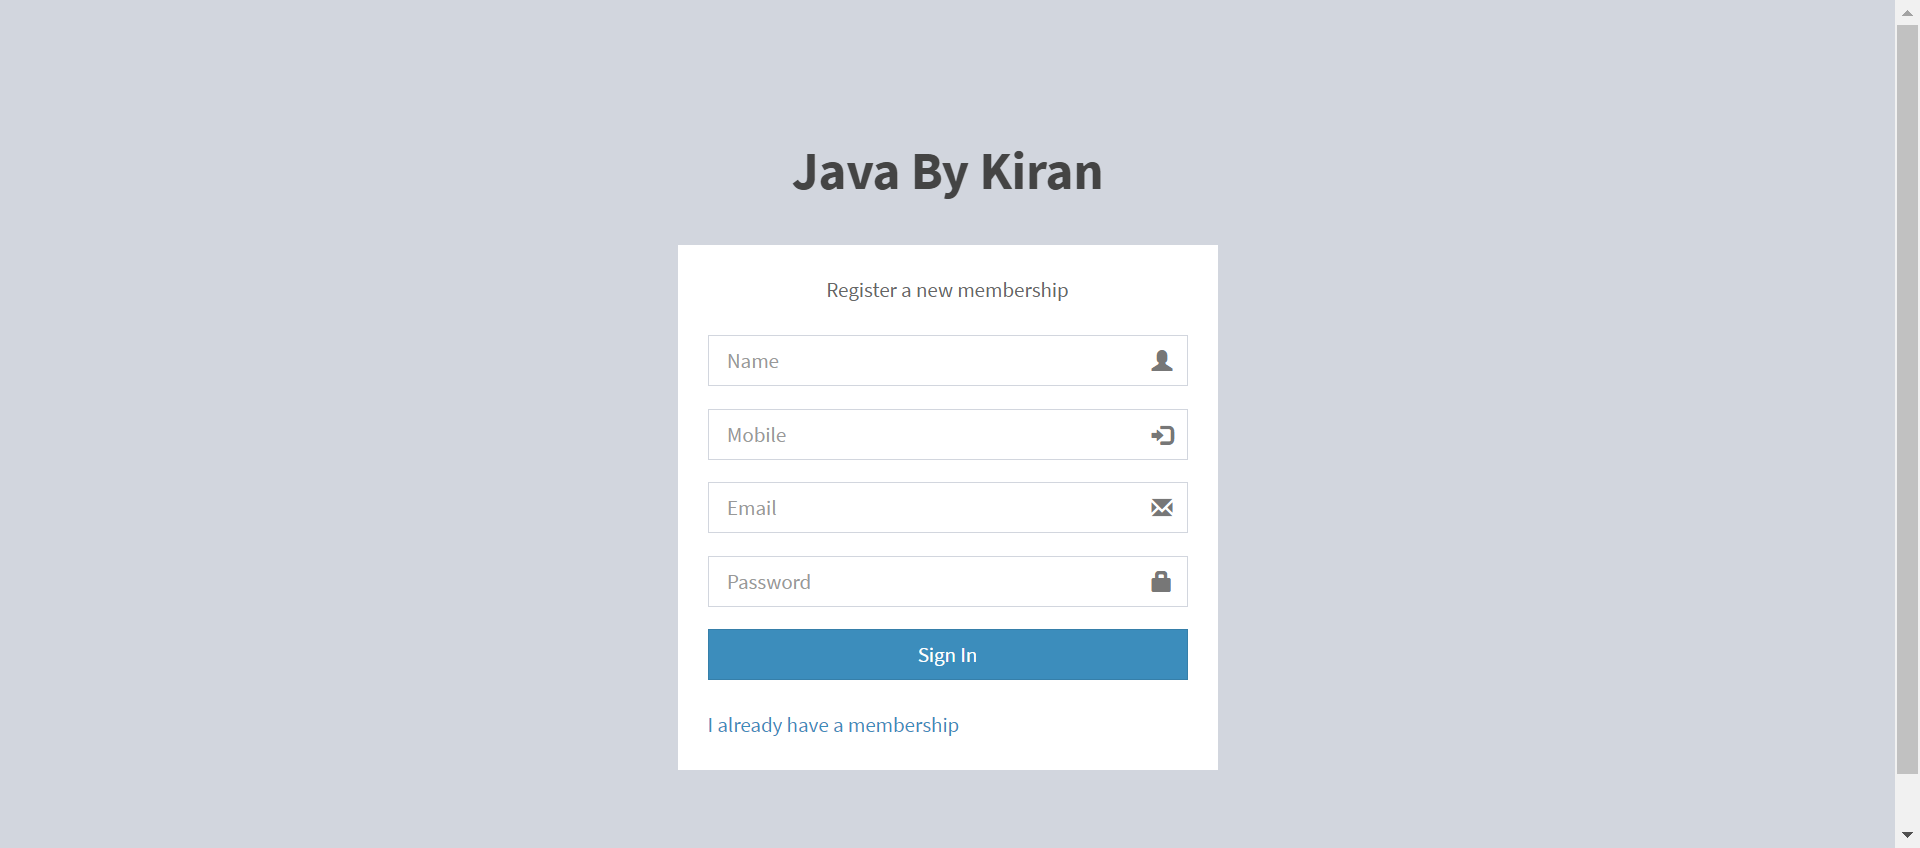 Java By Kiran
Register a new membership
Name
Mobile
Email
Password
Sign In
I already have a membership